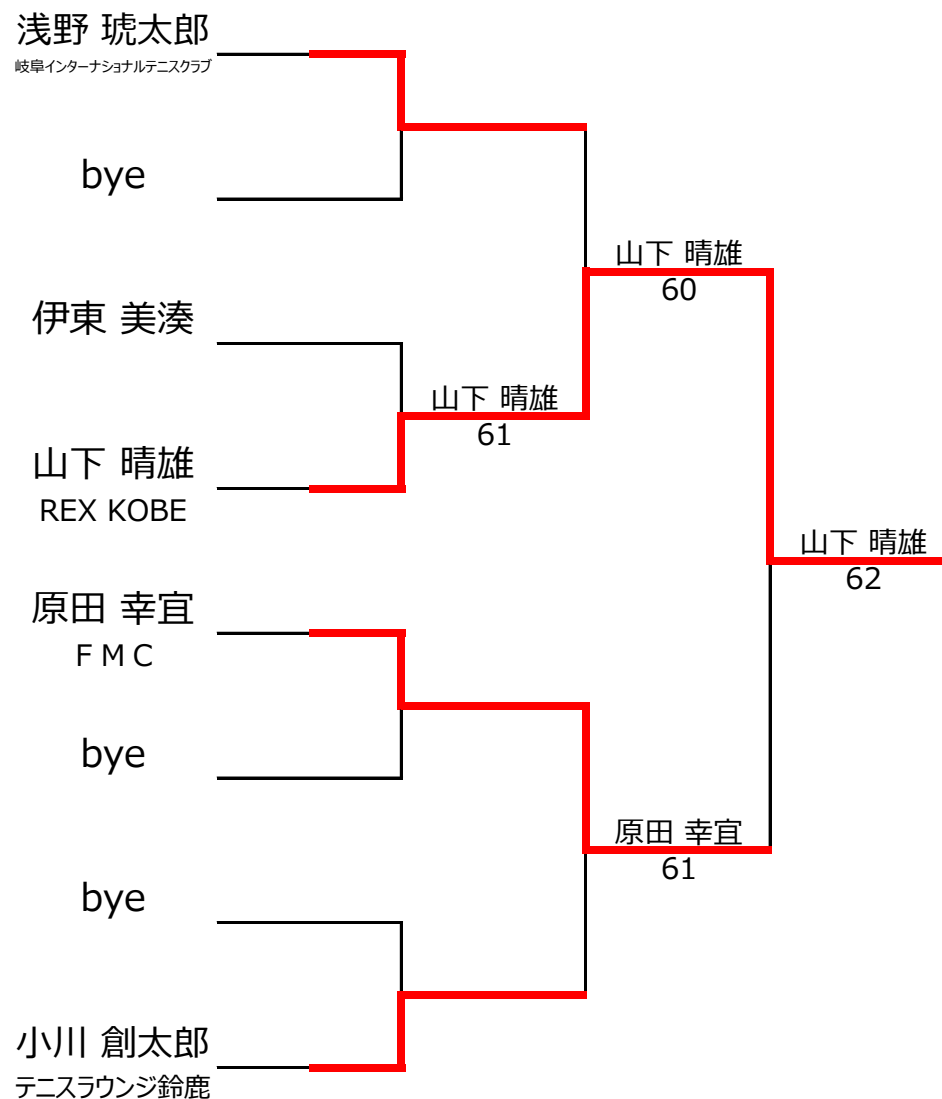 浅野 琥太郎
岐阜インターナショナルテニスクラブ
bye
伊東 美湊
山下 晴雄
REX KOBE
原田 幸宜
ＦＭＣ
bye
bye
小川 創太郎
テニスラウンジ鈴鹿
山下 晴雄
61
山下 晴雄
60
原田 幸宜
61
山下 晴雄
62